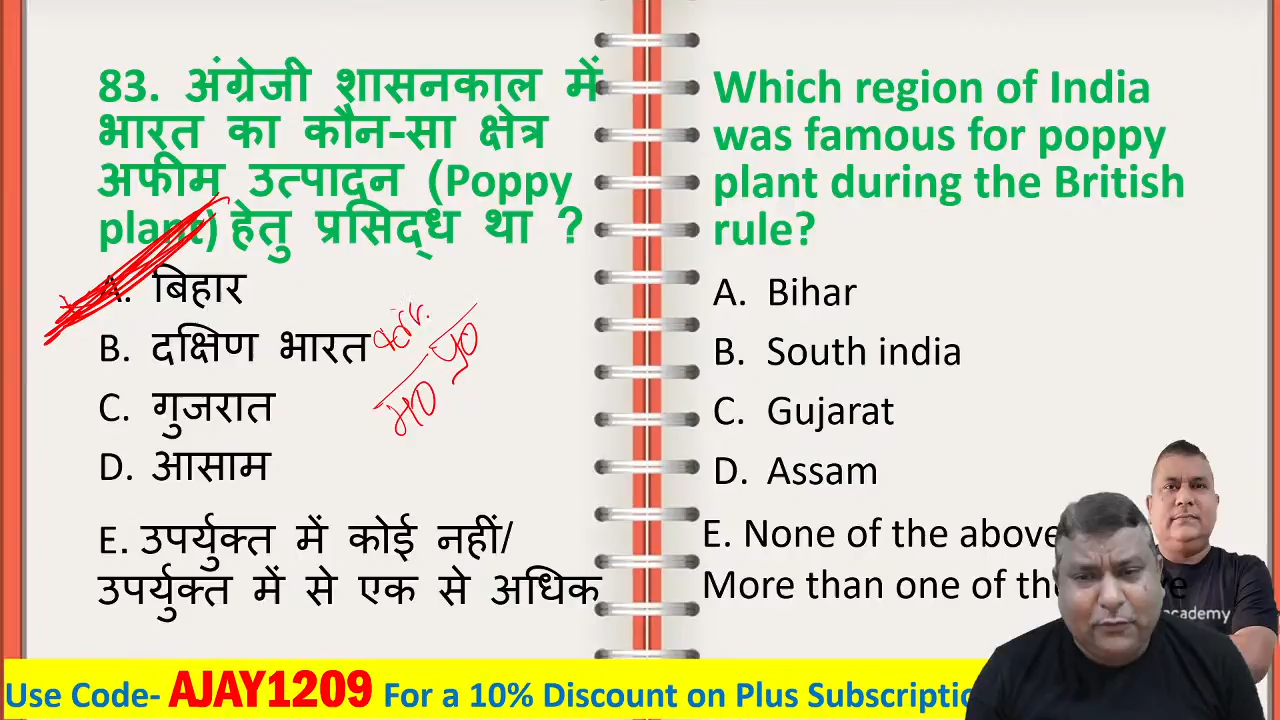 83. अंग्रेजी शासनकाल में
भारत का कौन-सा क्षेत्र
अफीम उत्पादन (Poppy
plant) हेतु प्रसिद्ध था ?
A. बिहार
B. दक्षिण भारत
C. गुजरात
D. आसाम
E. उपर्युक्त में कोई नहीं/
उपर्युक्त में से एक से अधिक
Which region of India
was famous for poppy
plant during the British
rule?
A. Bihar
B. South india
C. Gujarat
D. Assam
E. None of the above
More than one of the
academy
Use Code- AJAY1209 For a 10% Discount on Plus